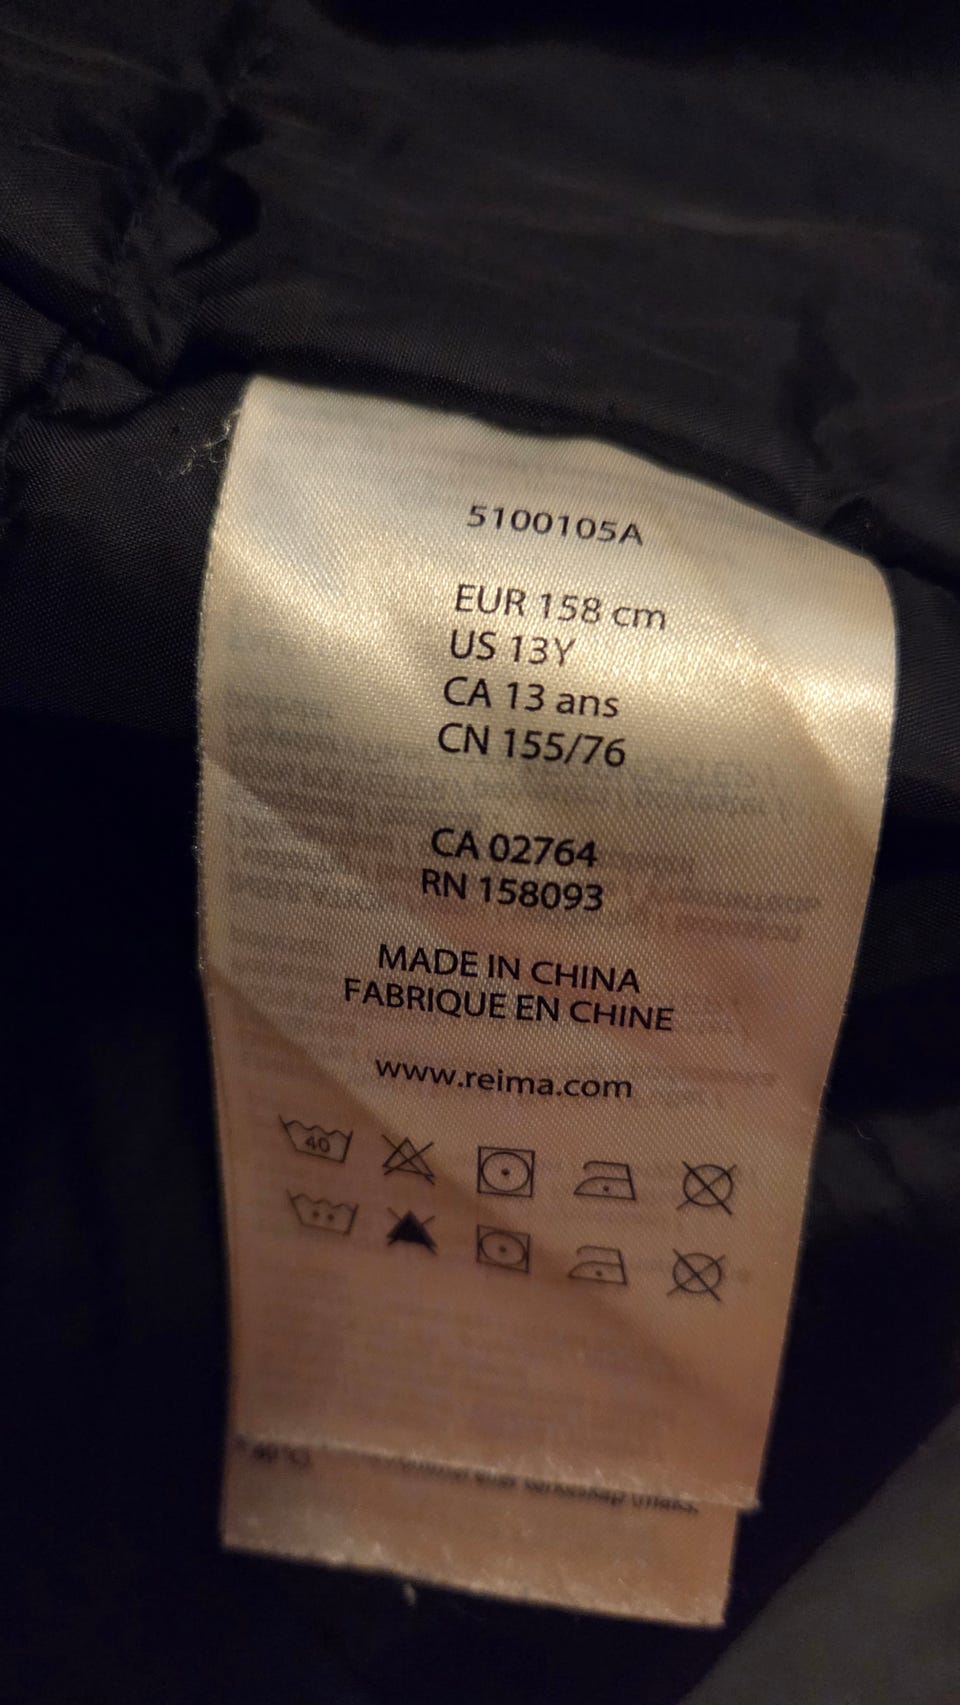 5100105A
EUR 158 cm
US 13Y
CA 13 ans
CN 155/76
CA 02764
RN 158093
MADE IN CHINA
FABRIQUE EN CHINE
www.reima.com
40